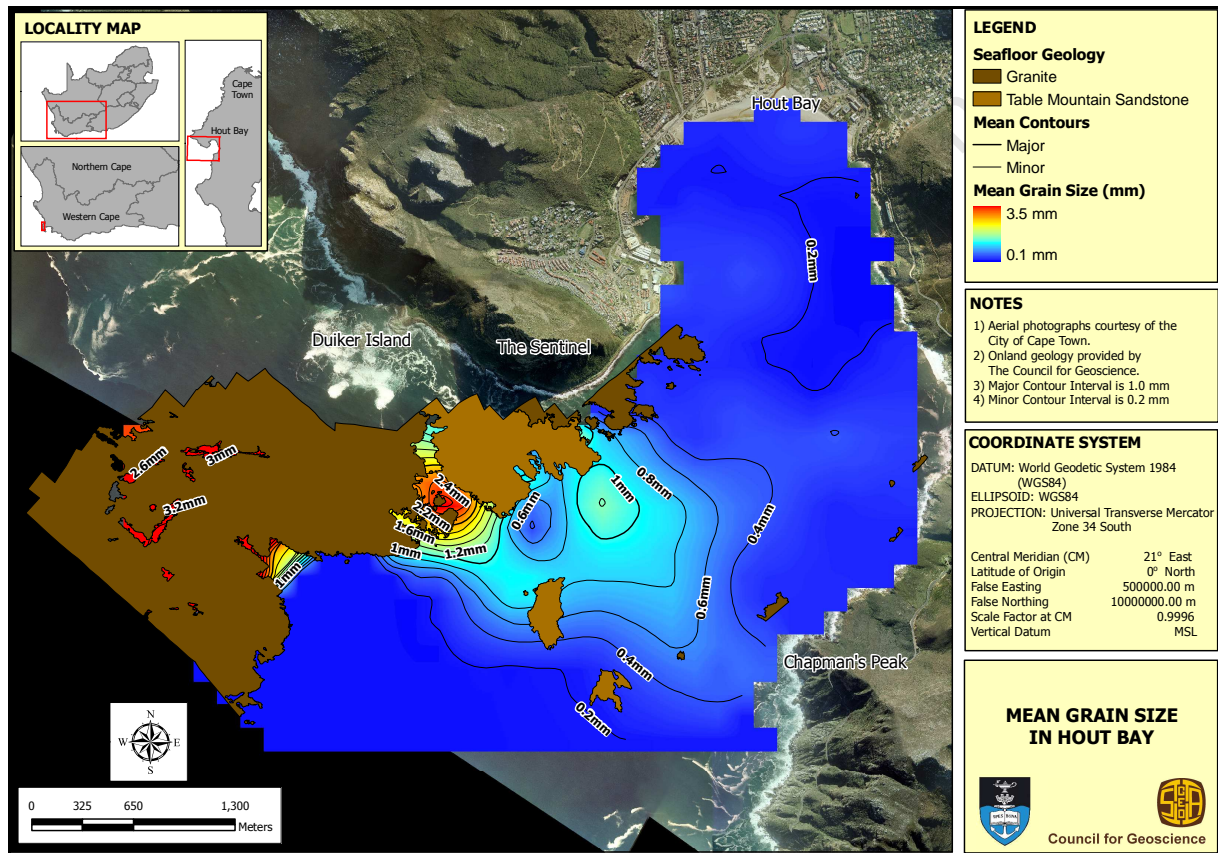 LOCALITY MAP
Cape
Town
Hout Bay
Northern Cape
Western Cape
Hout Bay
Duiker Island
The Sentinel
Chapman's Peak
0.2mm
2.6mm
3mm
3.2mm
1mm
2.4mm
2.2mm
1.6mm
1mm
1.2mm
0.6mm
1mm
0.8mm
0.4mm
0.6mm
0.4mm
0.2mm
N
W
E
S
0 325 650 1,300
Meters
LEGEND
Seafloor Geology
Granite
Table Mountain Sandstone
Mean Contours
Major
Minor
Mean Grain Size (mm)
3.5 mm
0.1 mm
NOTES
1) Aerial photographs courtesy of the
City of Cape Town.
2) Onland geology provided by
The Council for Geoscience.
3) Major Contour Interval is 1.0 mm
4) Minor Contour Interval is 0.2 mm
COORDINATE SYSTEM
DATUM: World Geodetic System 1984
(WGS84)
ELLIPSOID: WGS84
PROJECTION: Universal Transverse Mercator
Zone 34 South
Central Meridian (CM) 21° East
Latitude of Origin 0° North
False Easting 500000.00 m
False Northing 10000000.00 m
Scale Factor at CM 0.9996
Vertical Datum MSL
MEAN GRAIN SIZE
IN HOUT BAY
SPES BONA
Council for Geoscience